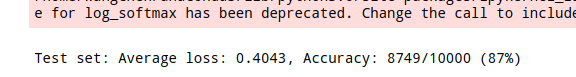 e for log_softmax has been deprecated. Change the call to include
Test set: Average loss: 0.4043, Accuracy: 8749/10000 (87%)